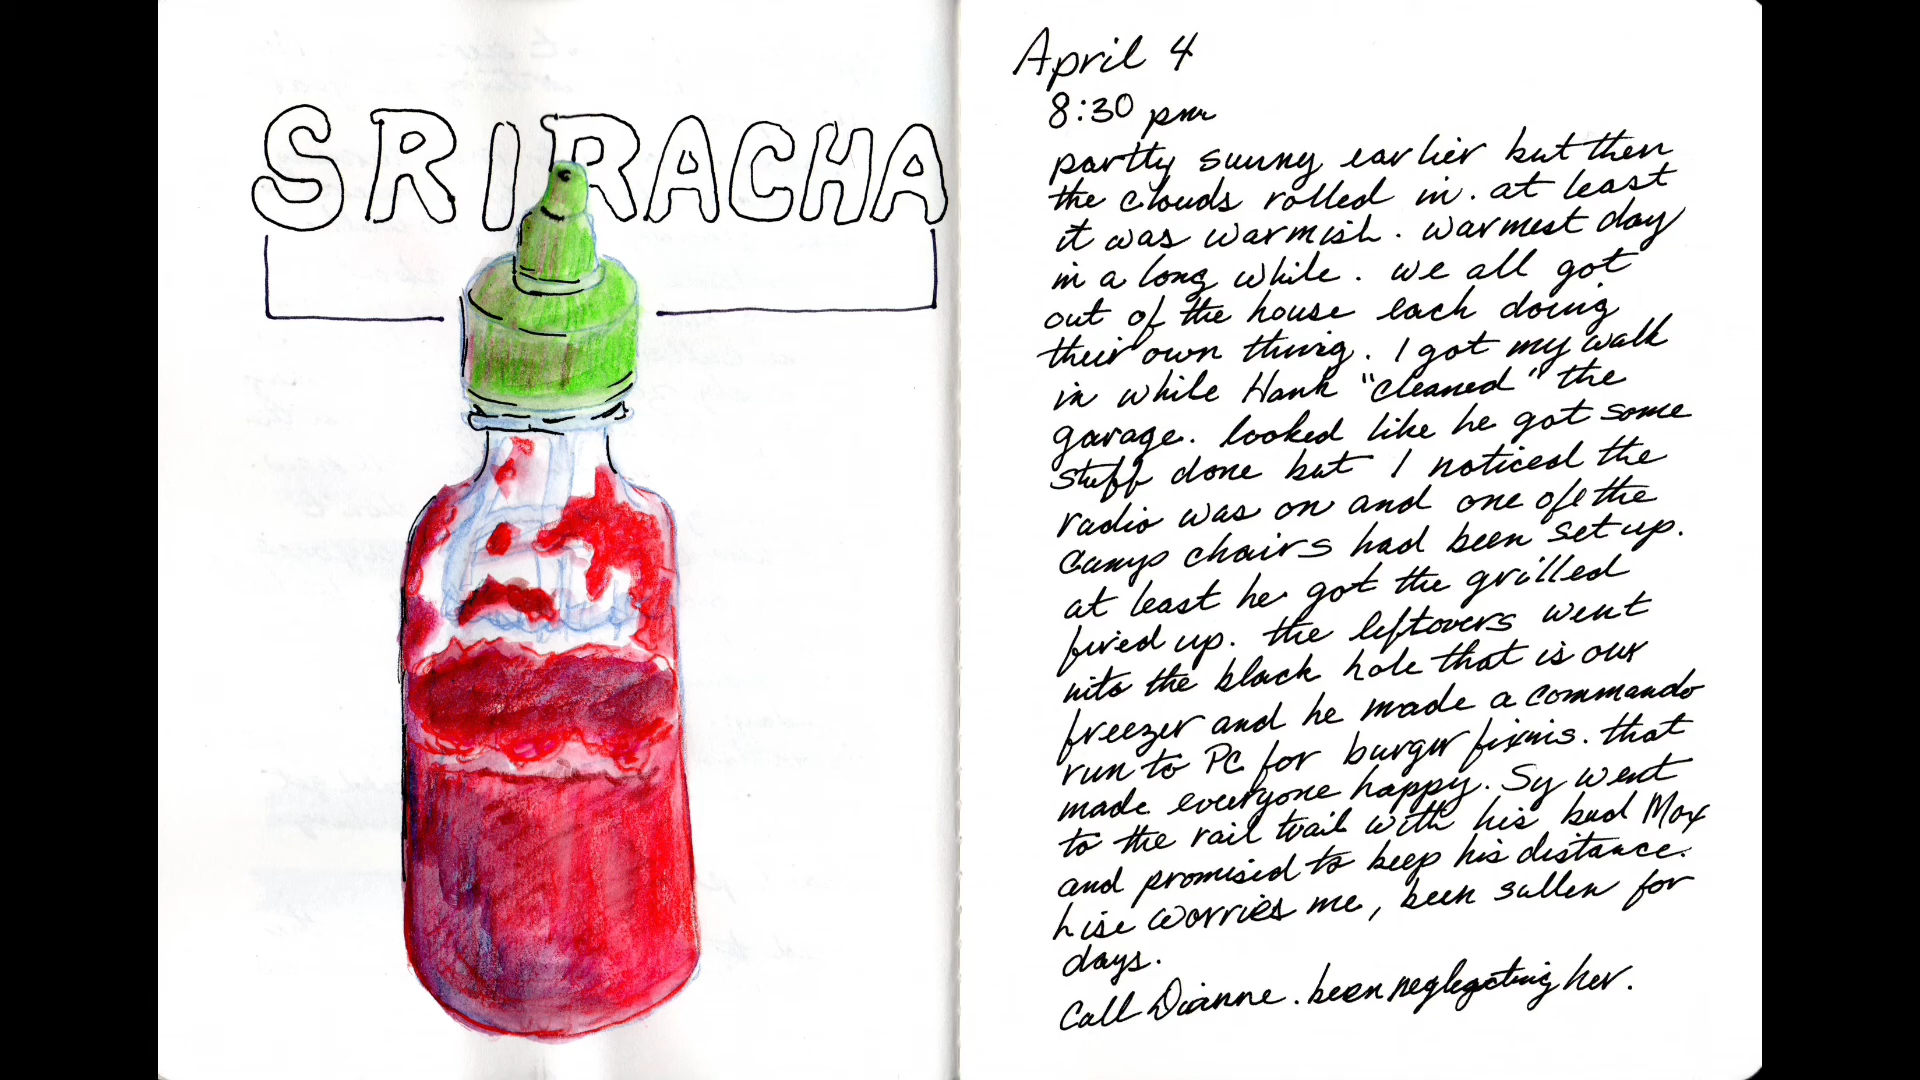 SRIRACHA
April 4
8:30 pm
partly sunny earlier but then
the clouds rolled in. at least
it was warmish. warmest day
in a long while. we all got
out of the house each doing
their own thing. I got my walk
in while Hank "cleaned" the
garage. looked like he got some
stuff done but I noticed the
radio was on and one of the
camp chairs had been set up.
at least he got the grilled
fired up. the leftovers went
into the black hole that is our
freezer and he made a commando
run to PC for burger fixins. that
made everyone happy. Sy went
to the rail trail with his bud Max
and promised to keep his distance.
worries me, been sullen for
days.
Call Dianne. been neglecting her.